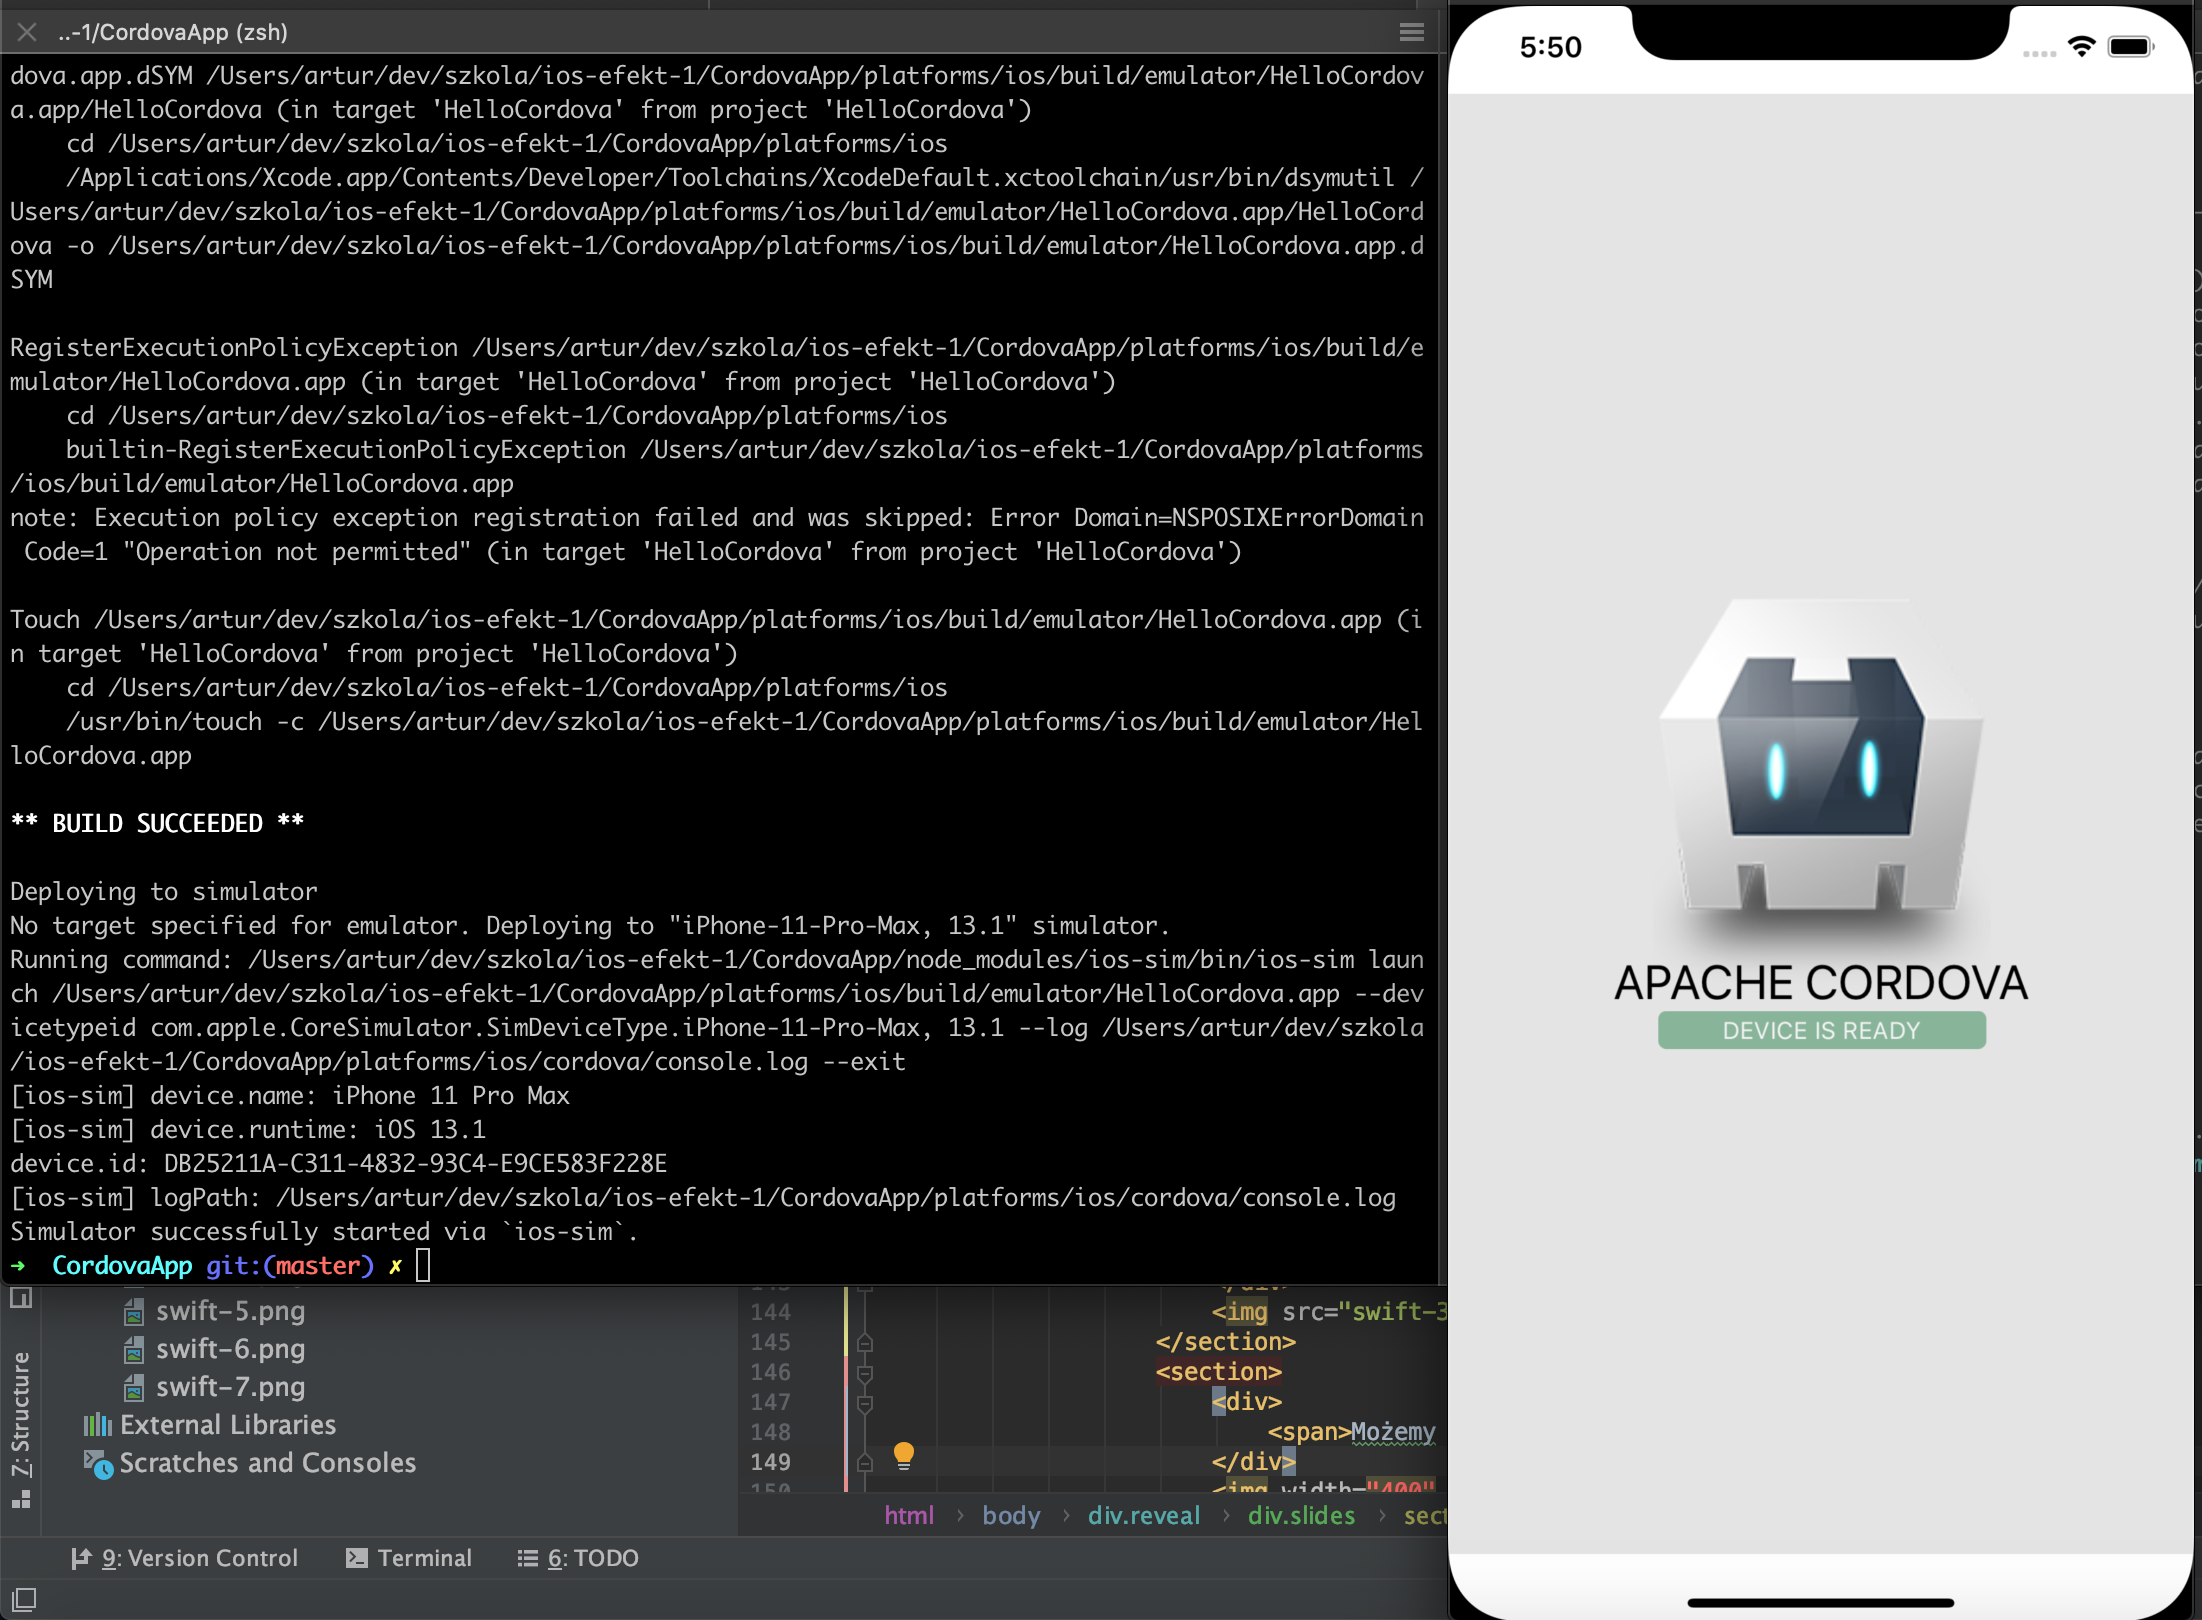 ..-1/CordovaApp (zsh)
dova.app.dSYM /Users/artur/dev/szkola/ios-efekt-1/CordovaApp/platforms/ios/build/emulator/HelloCordov
a.app/HelloCordova (in target 'HelloCordova' from project 'HelloCordova')
cd /Users/artur/dev/szkola/ios-efekt-1/CordovaApp/platforms/ios
/Applications/Xcode.app/Contents/Developer/Toolchains/XcodeDefault.xctoolchain/usr/bin/dsymutil /
Users/artur/dev/szkola/ios-efekt-1/CordovaApp/platforms/ios/build/emulator/HelloCordova.app/HelloCord
ova -o /Users/artur/dev/szkola/ios-efekt-1/CordovaApp/platforms/ios/build/emulator/HelloCordova.app.d
SYM
RegisterExecutionPolicyException /Users/artur/dev/szkola/ios-efekt-1/CordovaApp/platforms/ios/build/e
mulator/HelloCordova.app (in target 'HelloCordova' from project 'HelloCordova')
cd /Users/artur/dev/szkola/ios-efekt-1/CordovaApp/platforms/ios
builtin-RegisterExecutionPolicyException /Users/artur/dev/szkola/ios-efekt-1/CordovaApp/platforms
/ios/build/emulator/HelloCordova.app
note: Execution policy exception registration failed and was skipped: Error Domain=NSPOSIXErrorDomain
Code=1 "Operation not permitted" (in target 'HelloCordova' from project 'HelloCordova')
Touch /Users/artur/dev/szkola/ios-efekt-1/CordovaApp/platforms/ios/build/emulator/HelloCordova.app (i
n target 'HelloCordova' from project 'HelloCordova')
cd /Users/artur/dev/szkola/ios-efekt-1/CordovaApp/platforms/ios
/usr/bin/touch -c /Users/artur/dev/szkola/ios-efekt-1/CordovaApp/platforms/ios/build/emulator/Hel
loCordova.app
** BUILD SUCCEEDED **
Deploying to simulator
No target specified for emulator. Deploying to "iPhone-11-Pro-Max, 13.1" simulator.
Running command: /Users/artur/dev/szkola/ios-efekt-1/CordovaApp/node_modules/ios-sim/bin/ios-sim laun
ch /Users/artur/dev/szkola/ios-efekt-1/CordovaApp/platforms/ios/build/emulator/HelloCordova.app --dev
icetypeid com.apple.CoreSimulator.SimDeviceType.iPhone-11-Pro-Max, 13.1 --log /Users/artur/dev/szkola
/ios-efekt-1/CordovaApp/platforms/ios/cordova/console.log --exit
[ios-sim] device.name: iPhone 11 Pro Max
[ios-sim] device.runtime: iOS 13.1
device.id: DB25211A-C311-4832-93C4-E9CE583F228E
[ios-sim] logPath: /Users/artur/dev/szkola/ios-efekt-1/CordovaApp/platforms/ios/cordova/console.log
Simulator successfully started via `ios-sim`.
➜ CordovaApp git:(master) ✗
swift-5.png
swift-6.png
swift-7.png
External Libraries
Scratches and Consoles
Z: Structure
144 <img src="swift-3
145 </section>
146 <section>
147 <div>
148 <span>Możemy
149 </div>
150 <img width="400"
html › body › div.reveal › div.slides › sect
9: Version Control
Terminal
6: TODO
5:50
APACHE CORDOVA
DEVICE IS READY